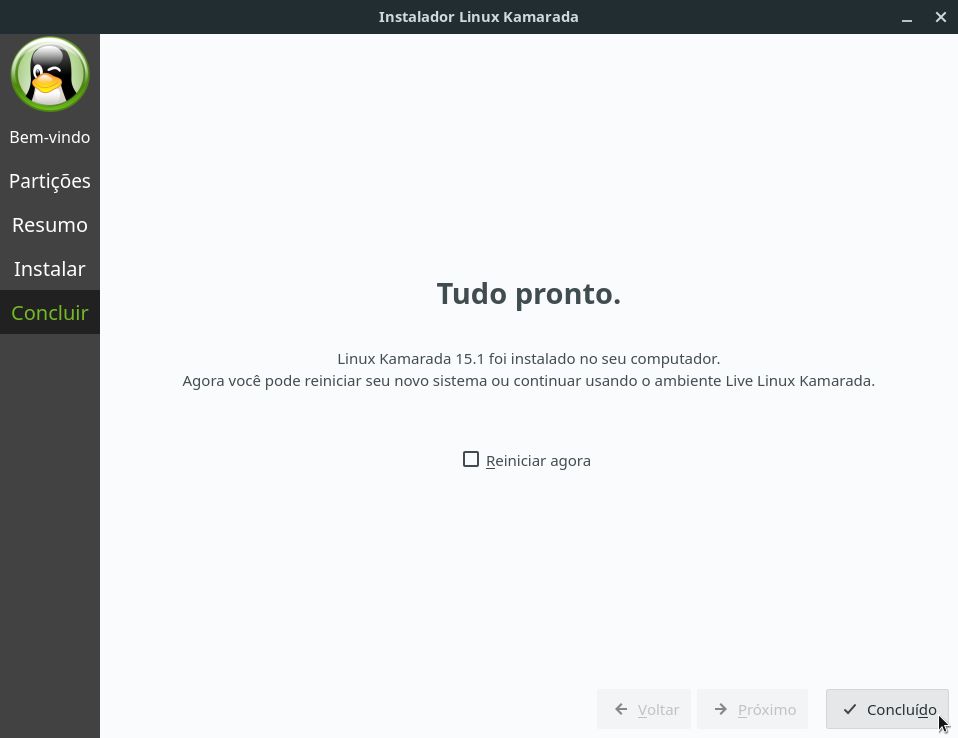 Instalador Linux Kamarada
Bem-vindo
Partições
Resumo
Instalar
Concluir
Tudo pronto.
Linux Kamarada 15.1 foi instalado no seu computador.
Agora você pode reiniciar seu novo sistema ou continuar usando o ambiente Live Linux Kamarada.
Reiniciar agora
Voltar
Próximo
Concluído